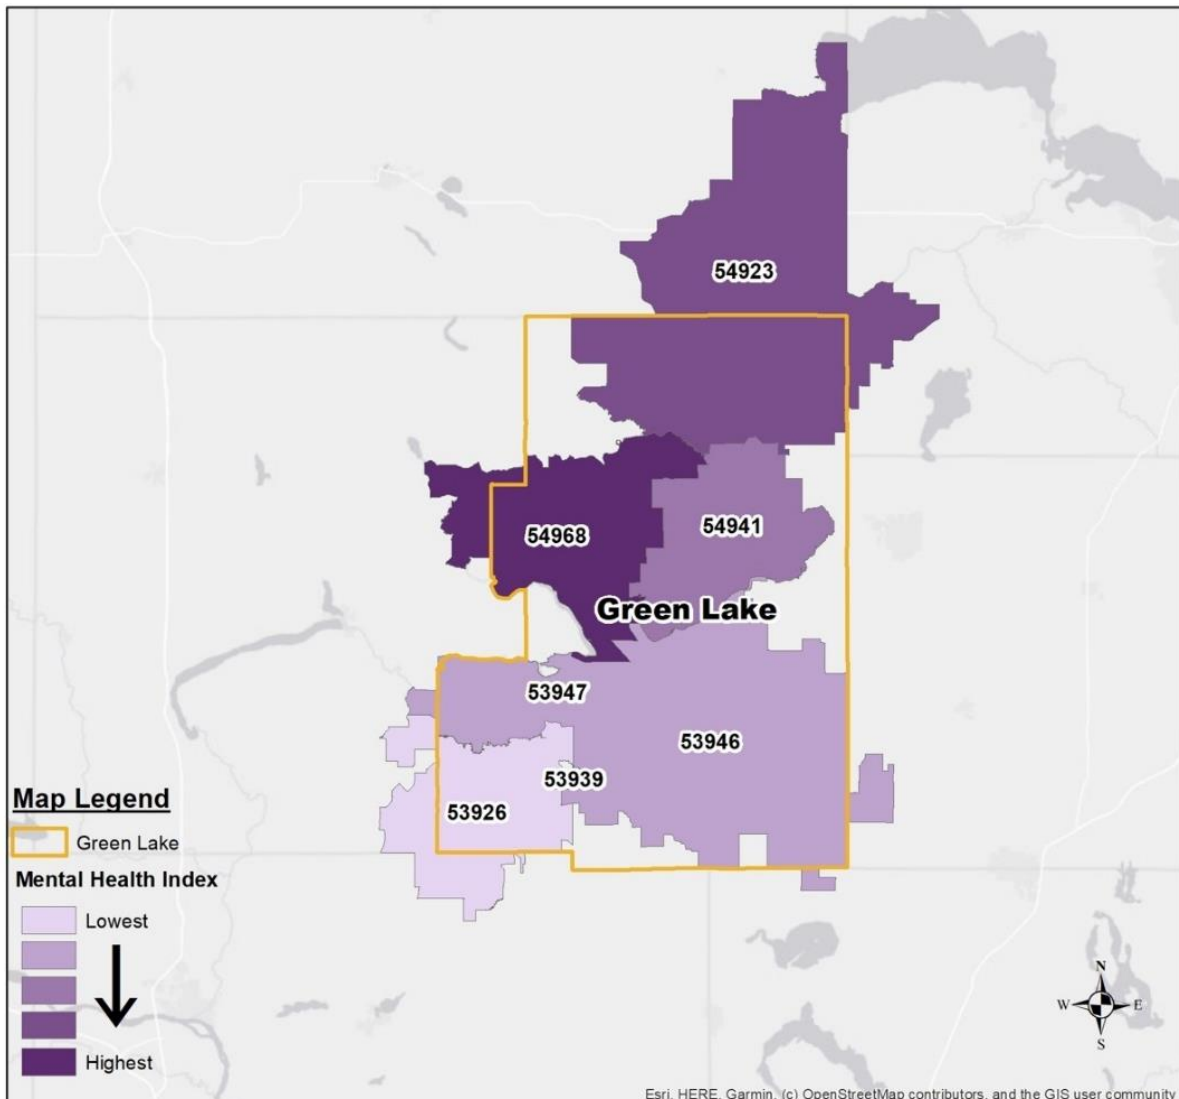 54923
54968
54941
Green Lake
53947
53946
53939
53926
Map Legend
Green Lake
Mental Health Index
Lowest
Highest
N
W E
S
Esri, HERE, Garmin, (c) OpenStreetMap contributors, and the GIS user community